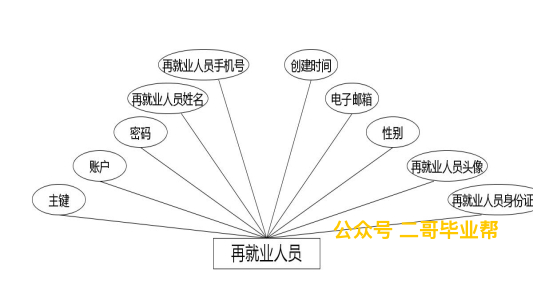 再就业人员手机号
创建时间
再就业人员姓名
电子邮箱
密码
性别
账户
再就业人员头像
主键
再就业人员身份证
公众号 二哥毕业帮
再就业人员